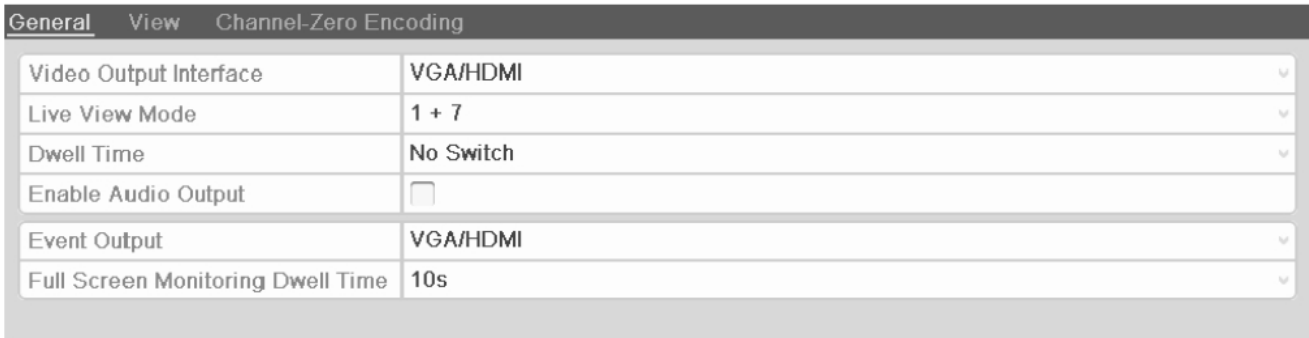 General View Channel-Zero Encoding
Video Output Interface VGA/HDMI
Live View Mode 1 + 7
Dwell Time No Switch
Enable Audio Output
Event Output VGA/HDMI
Full Screen Monitoring Dwell Time 10s